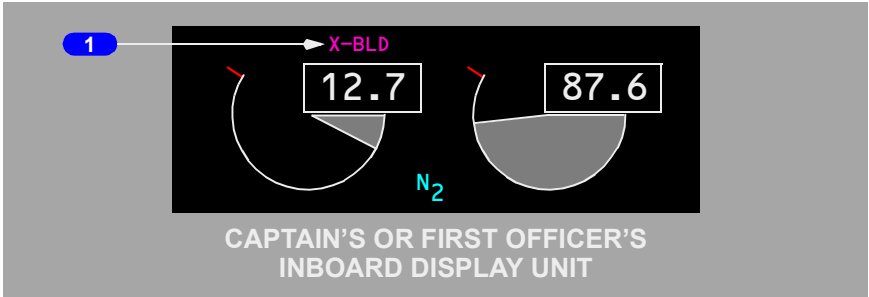 1
X-BLD
12.7
87.6
N2
CAPTAIN'S OR FIRST OFFICER'S
INBOARD DISPLAY UNIT